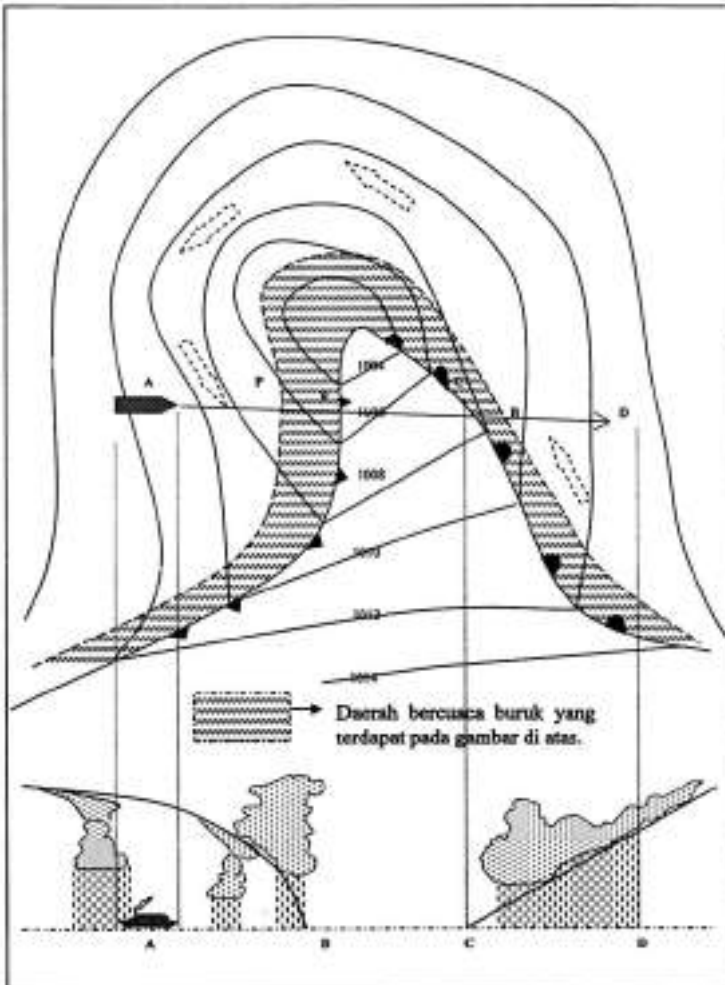 A
F
1004
B
D
1008
1012
Daerah bercuaca buruk yang
terdapat pada gambar di atas.
A
B
C
D